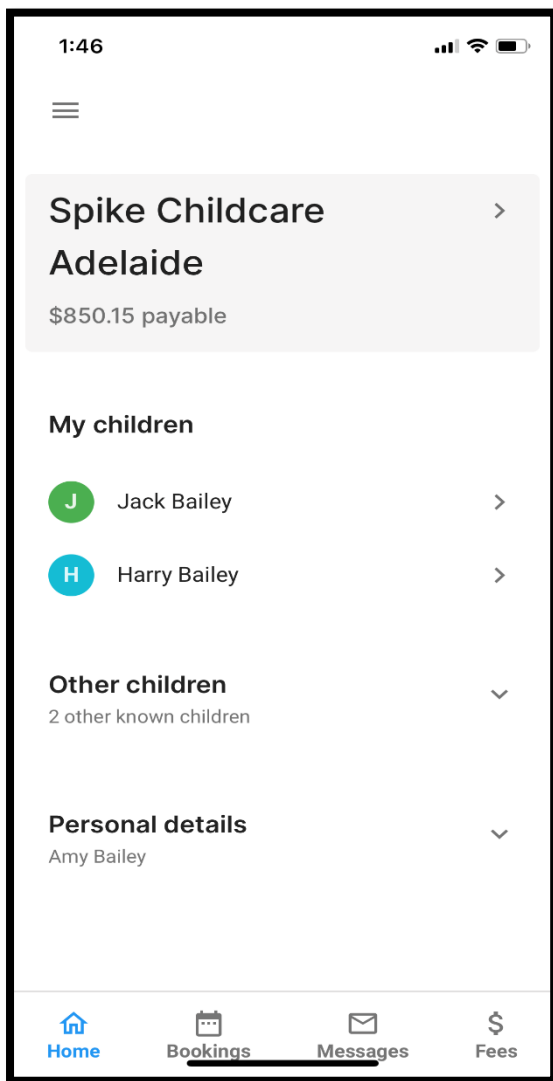 1:46
Spike Childcare
Adelaide
$850.15 payable
My children
J Jack Bailey
H Harry Bailey
Other children
2 other known children
Personal details
Amy Bailey
Home Bookings Messages Fees